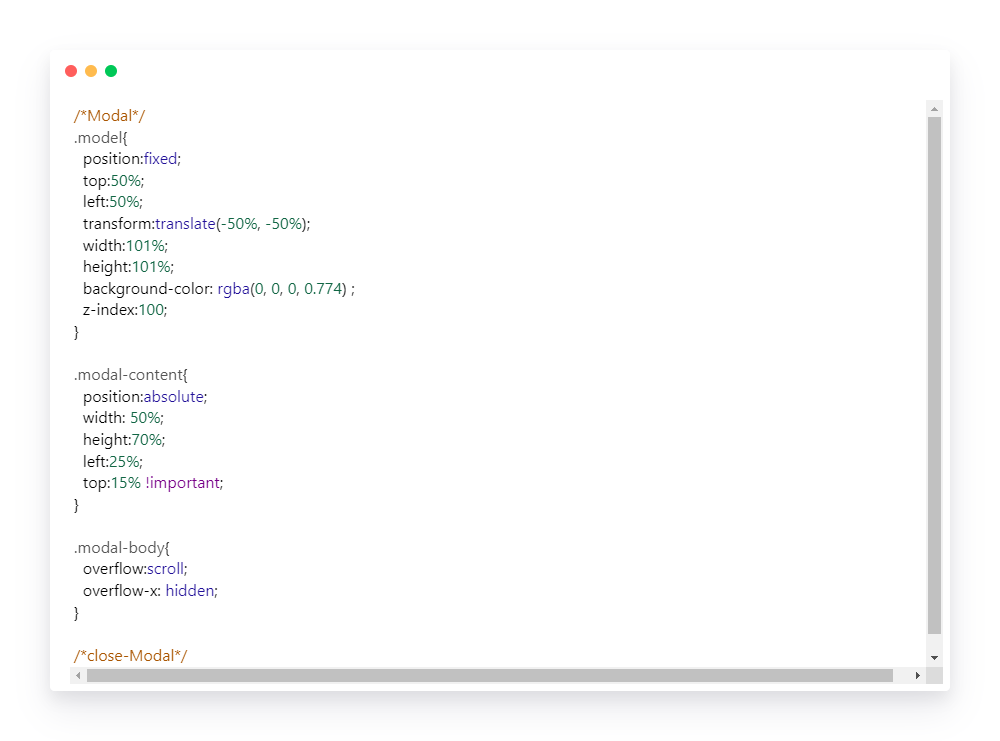 /*Modal*/
.model{
  position:fixed;
  top:50%;
  left:50%;
  transform:translate(-50%, -50%);
  width:101%;
  height:101%;
  background-color: rgba(0, 0, 0, 0.774) ;
  z-index:100;
}

.modal-content{
  position:absolute;
  width: 50%;
  height:70%;
  left:25%;
  top:15% !important;
}

.modal-body{
  overflow:scroll;
  overflow-x: hidden;
}

/*close-Modal*/